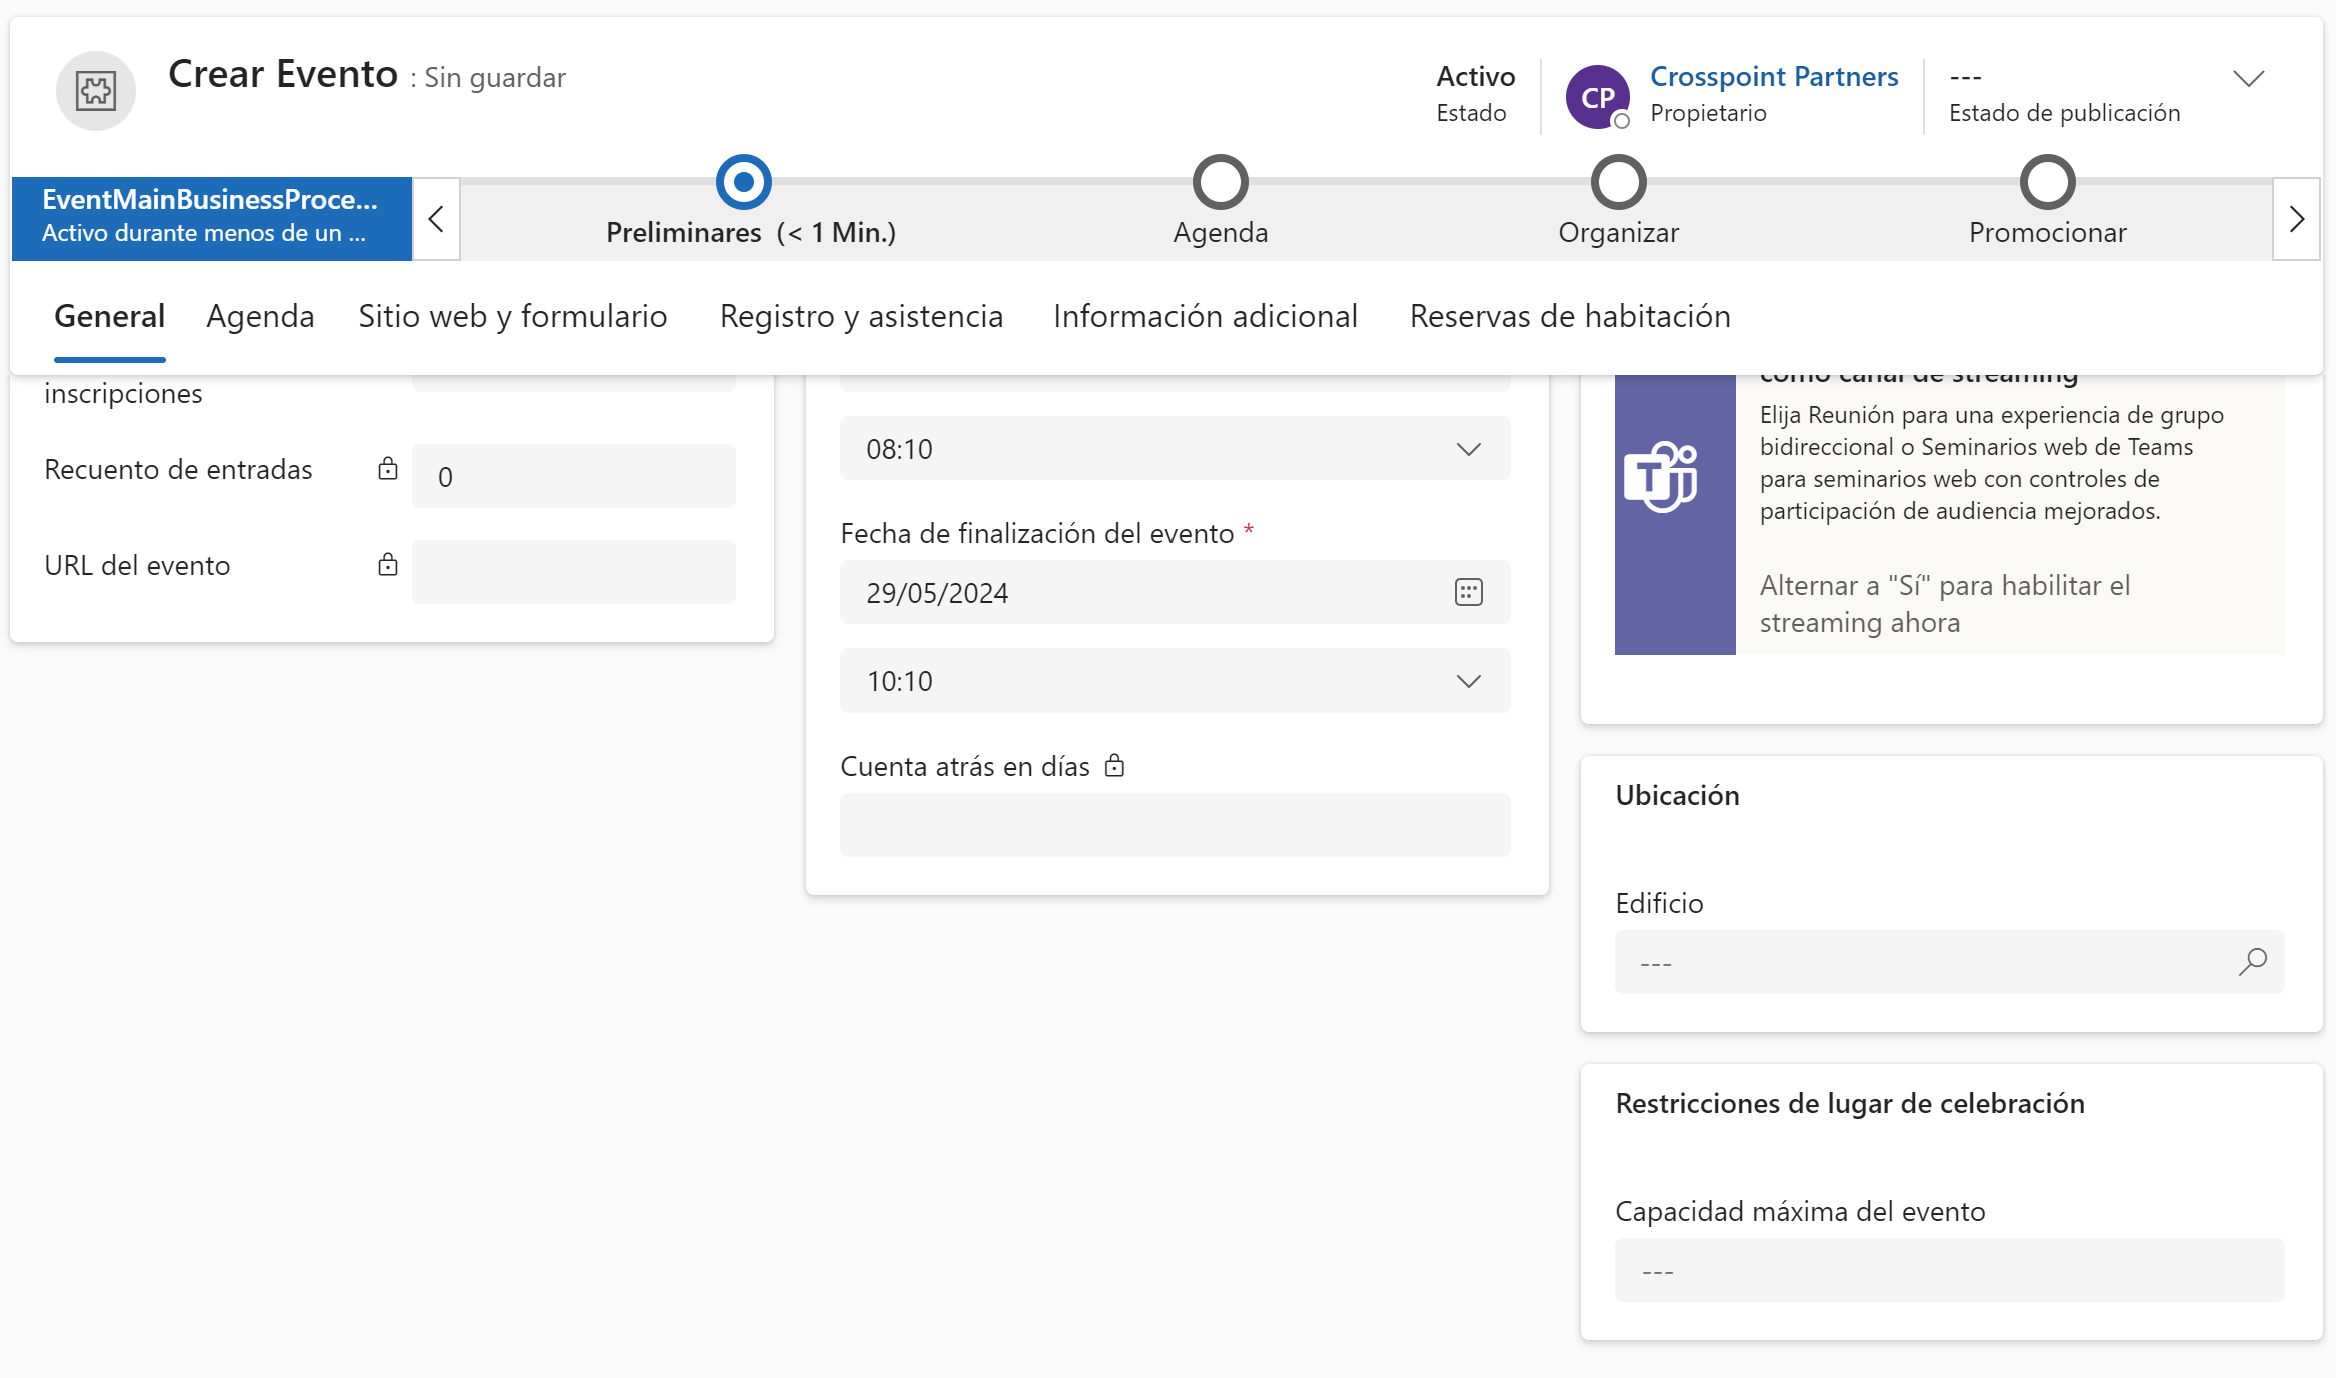 Crear Evento : Sin guardar
Activo
Estado
CP
Crosspoint Partners
Propietario
---
Estado de publicación
EventMainBusinessProce...
Activo durante menos de un ...
Preliminares (< 1 Min.)
Agenda
Organizar
Promocionar
General
Agenda
Sitio web y formulario
Registro y asistencia
Información adicional
Reservas de habitación
inscripciones
Recuento de entradas
0
URL del evento
08:10
Fecha de finalización del evento *
29/05/2024
10:10
Cuenta atrás en días
como canal de streaming
Elija Reunión para una experiencia de grupo
bidireccional o Seminarios web de Teams
para seminarios web con controles de
participación de audiencia mejorados.
Alternar a "Sí" para habilitar el
streaming ahora
Ubicación
Edificio
---
Restricciones de lugar de celebración
Capacidad máxima del evento
---